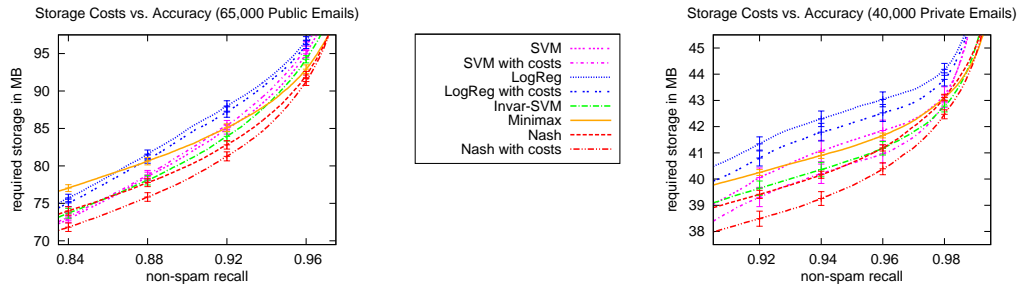 Storage Costs vs. Accuracy (65,000 Public Emails)
required storage in MB
95
90
85
80
75
70
0.84 0.88 0.92 0.96
non-spam recall
SVM
SVM with costs
LogReg
LogReg with costs
Invar-SVM
Minimax
Nash
Nash with costs
Storage Costs vs. Accuracy (40,000 Private Emails)
required storage in MB
45
44
43
42
41
40
39
38
0.92 0.94 0.96 0.98
non-spam recall